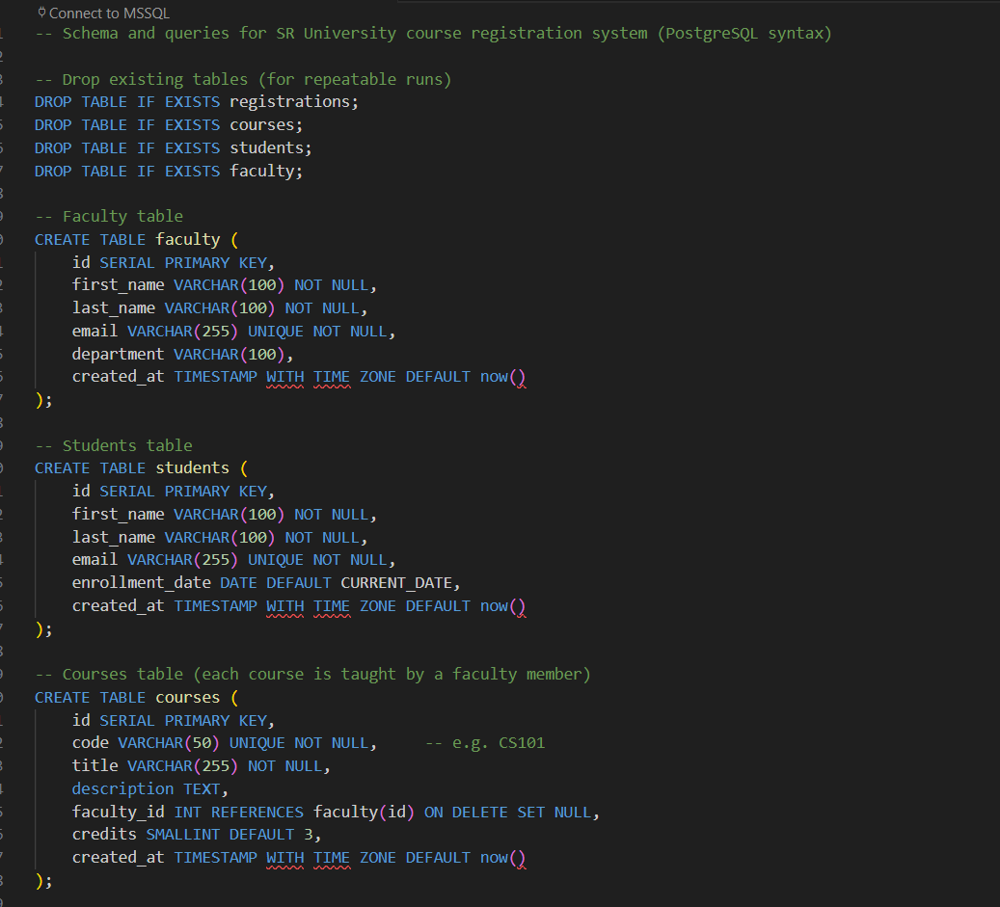 Connect to MSSQL
-- Schema and queries for SR University course registration system (PostgreSQL syntax)
-- Drop existing tables (for repeatable runs)
DROP TABLE IF EXISTS registrations;
DROP TABLE IF EXISTS courses;
DROP TABLE IF EXISTS students;
DROP TABLE IF EXISTS faculty;
-- Faculty table
CREATE TABLE faculty (
    id SERIAL PRIMARY KEY,
    first_name VARCHAR(100) NOT NULL,
    last_name VARCHAR(100) NOT NULL,
    email VARCHAR(255) UNIQUE NOT NULL,
    department VARCHAR(100),
    created_at TIMESTAMP WITH TIME ZONE DEFAULT now()
);
-- Students table
CREATE TABLE students (
    id SERIAL PRIMARY KEY,
    first_name VARCHAR(100) NOT NULL,
    last_name VARCHAR(100) NOT NULL,
    email VARCHAR(255) UNIQUE NOT NULL,
    enrollment_date DATE DEFAULT CURRENT_DATE,
    created_at TIMESTAMP WITH TIME ZONE DEFAULT now()
);
-- Courses table (each course is taught by a faculty member)
CREATE TABLE courses (
    id SERIAL PRIMARY KEY,
    code VARCHAR(50) UNIQUE NOT NULL,     -- e.g. CS101
    title VARCHAR(255) NOT NULL,
    description TEXT,
    faculty_id INT REFERENCES faculty(id) ON DELETE SET NULL,
    credits SMALLINT DEFAULT 3,
    created_at TIMESTAMP WITH TIME ZONE DEFAULT now()
);